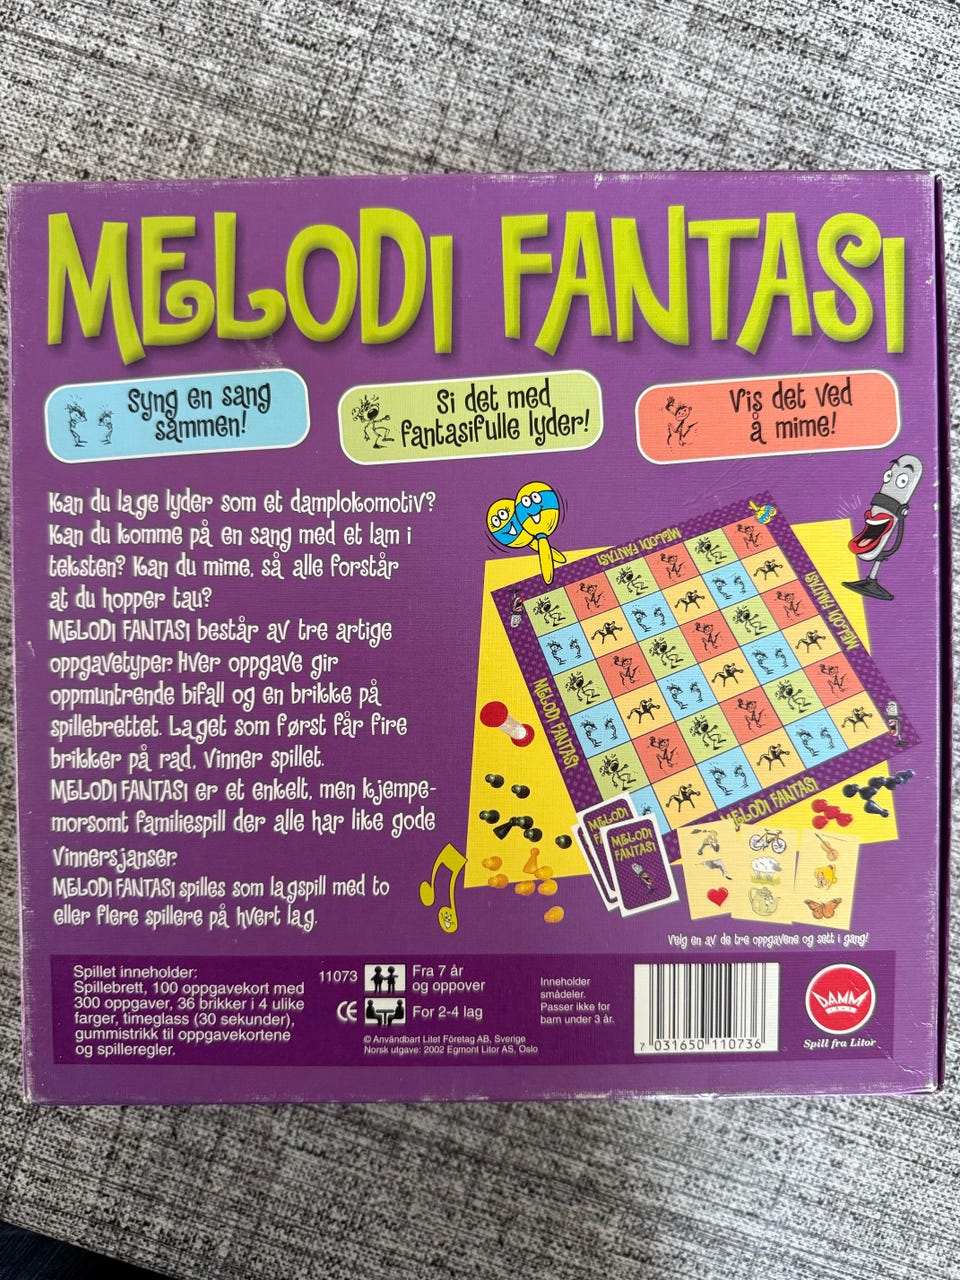 MELODI FANTASI
Syng en sang
sammen!
Si det med
fantasifulle lyder!
Vis det ved
å mime!
Kan du lage lyder som et damplokomotiv?
Kan du komme på en sang med et lam i
teksten? Kan du mime, så alle forstår
at du hopper tau?
MELODI FANTASI består av tre artige
oppgavetyper. Hver oppgave gir
oppmuntrende bifall og en brikke på
spillebrettet. Laget som først får fire
brikker på rad, vinner spillet.
MELODI FANTASI er et enkelt, men kjempe-
morsomt familiespill der alle har like gode
vinnersjanser.
MELODI FANTASI spilles som lagspill med to
eller flere spillere på hvert lag.
MELODI FANTASI
MELODI FANTASI
MELODI FANTASI
MELODI FANTASI
MELODI
MELODI
FANTASI
Velg en av de tre oppgavene og sett i gang!
Spillet inneholder:
Spillebrett, 100 oppgavekort med
300 oppgaver, 36 brikker i 4 ulike
farger, timeglass (30 sekunder),
gummistrikk til oppgavekortene
og spilleregler.
11073
Fra 7 år
og oppover
CE
For 2-4 lag
© Användbart Litet Företag AB, Sverige
Norsk utgave: 2002 Egmont Litor AS, Oslo
Inneholder
smådeler.
Passer ikke for
barn under 3 år.
7 031650 110736
DAMM
Spill fra Litor